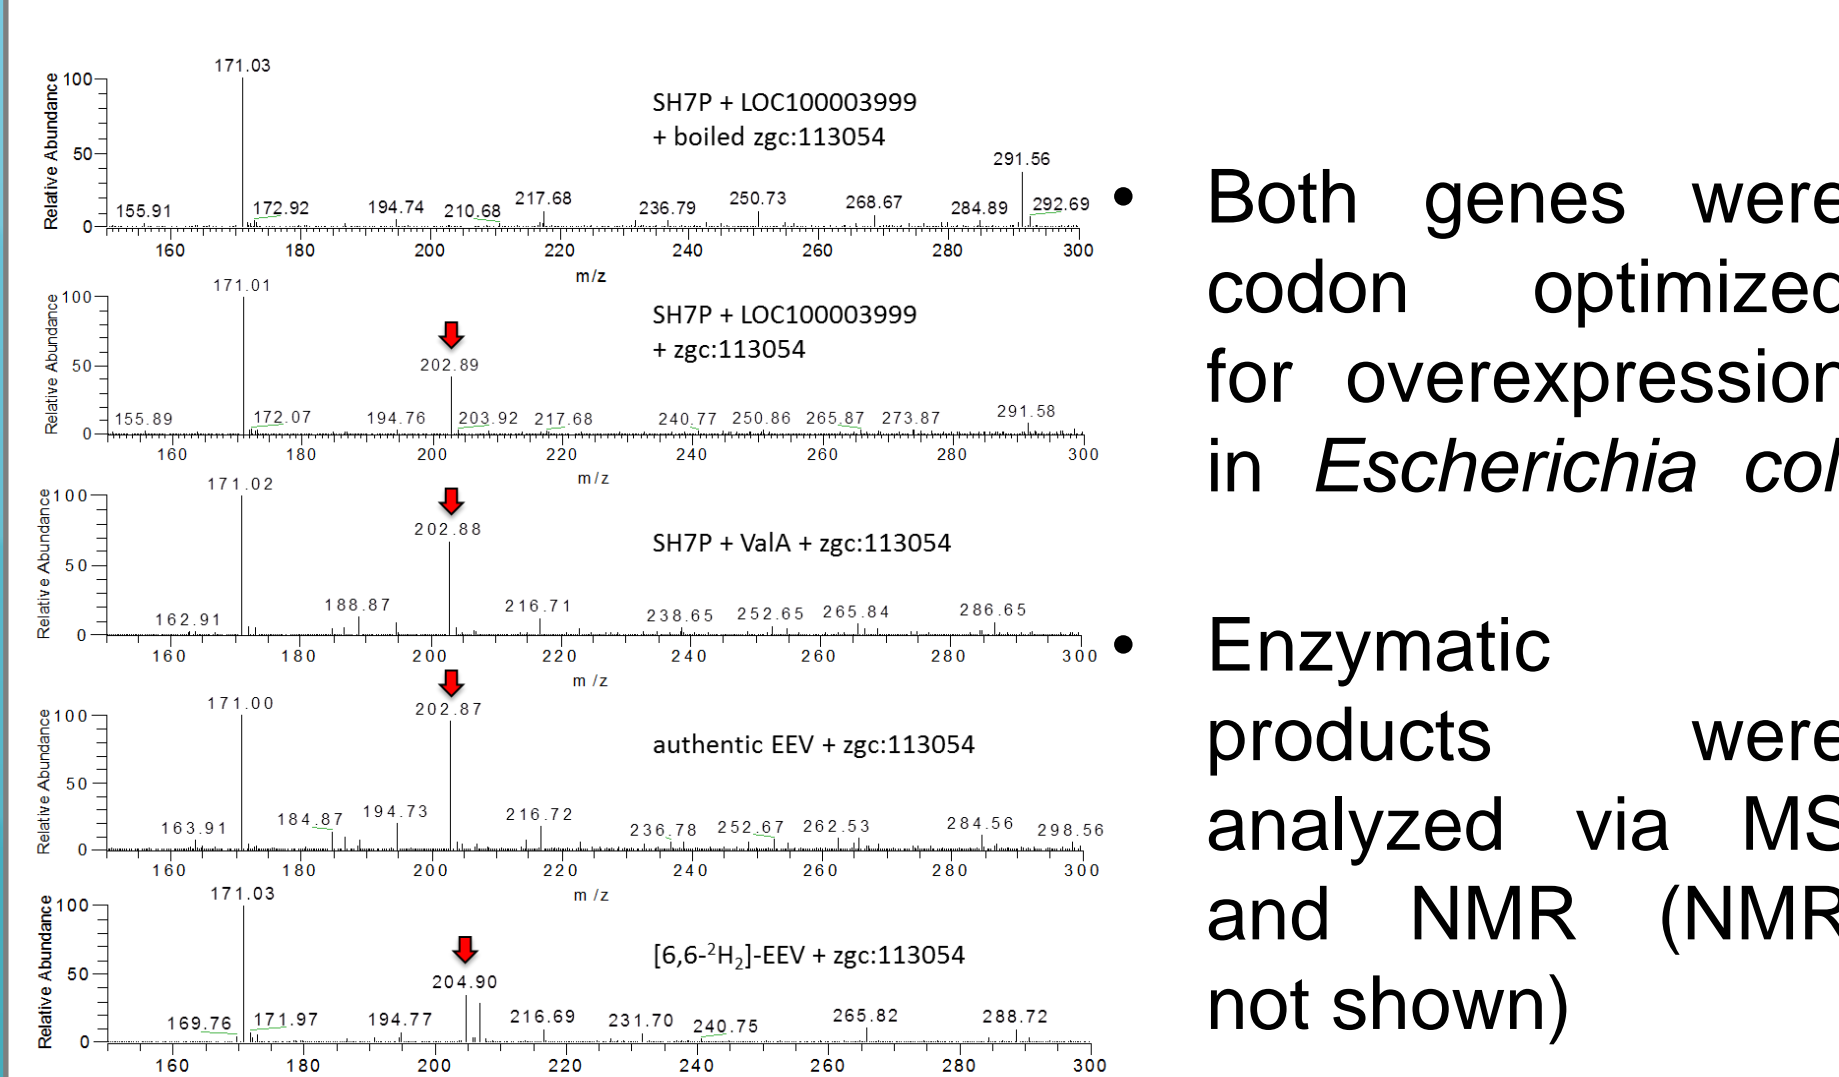 171.03
Relative Abundance
100
50
0
SH7P + LOC100003999
+ boiled zgc:113054
155.91 172.92 194.74 210.68 217.68 236.79 250.73 268.67 284.89 291.56 292.69
160 180 200 220 240 260 280 300
m/z
171.01
Relative Abundance
100
50
0
SH7P + LOC100003999
+ zgc:113054
202.89
155.89 172.07 194.76 203.92 217.68 240.77 250.86 265.87 273.87 291.58
160 180 200 220 240 260 280 300
m/z
171.02
Relative Abundance
100
50
0
202.88
SH7P + ValA + zgc:113054
162.91 188.87 216.71 238.65 252.65 265.84 286.65
160 180 200 220 240 260 280 300
m/z
171.00
Relative Abundance
100
50
0
202.87
authentic EEV + zgc:113054
163.91 184.87 194.73 216.72 236.78 252.67 262.53 284.56 298.56
160 180 200 220 240 260 280 300
m/z
171.03
Relative Abundance
100
50
0
[6,6-²H₂]-EEV + zgc:113054
204.90
169.76 171.97 194.77 216.69 231.70 240.75 265.82 288.72
160 180 200 220 240 260 280 300
• Both genes were
codon optimized
for overexpression
in Escherichia col
• Enzymatic
products were
analyzed via MS
and NMR (NMR
not shown)